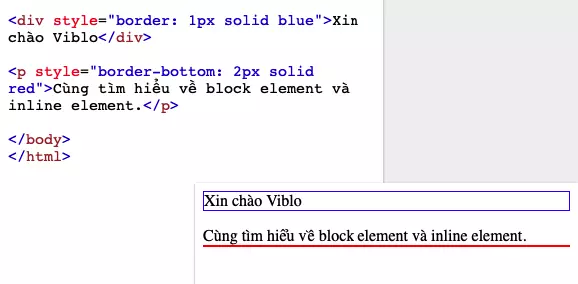 <div style="border: 1px solid blue">Xin
chào Viblo</div>
<p style="border-bottom: 2px solid
red">Cùng tìm hiểu về block element và
inline element.</p>
</body>
</html>
Xin chào Viblo
Cùng tìm hiểu về block element và inline element.